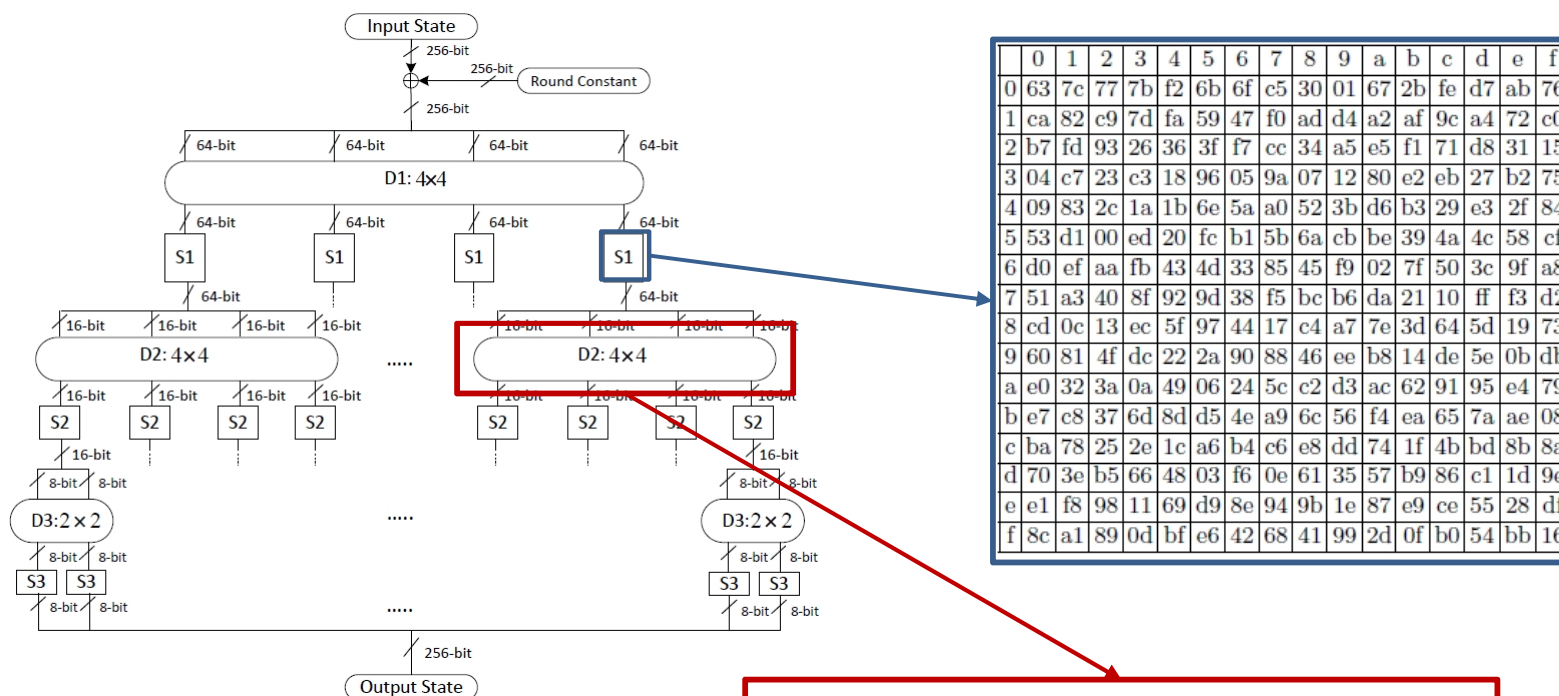 Input State
256-bit
256-bit
Round Constant
256-bit
64-bit 64-bit 64-bit 64-bit
D1: 4×4
64-bit 64-bit 64-bit 64-bit
S1 S1 S1 S1
64-bit 64-bit
16-bit 16-bit 16-bit 16-bit 16-bit 16-bit 16-bit 16-bit
D2: 4×4 ..... D2: 4×4
16-bit 16-bit 16-bit 16-bit 16-bit 16-bit 16-bit 16-bit
S2 S2 S2 S2 S2 S2 S2 S2
16-bit 16-bit
8-bit 8-bit 8-bit 8-bit
D3:2×2 ..... D3:2×2
8-bit 8-bit 8-bit 8-bit
S3 S3 S3 S3
8-bit 8-bit ..... 8-bit 8-bit
256-bit
Output State
0 1 2 3 4 5 6 7 8 9 a b c d e f
0 63 7c 77 7b f2 6b 6f c5 30 01 67 2b fe d7 ab
1 ca 82 c9 7d fa 59 47 f0 ad d4 a2 af 9c a4 72
2 b7 fd 93 26 36 3f f7 cc 34 a5 e5 f1 71 d8 31
3 04 c7 23 c3 18 96 05 9a 07 12 80 e2 eb 27 b2
4 09 83 2c 1a 1b 6e 5a a0 52 3b d6 b3 29 e3 2f
5 53 d1 00 ed 20 fc b1 5b 6a cb be 39 4a 4c 58
6 d0 ef aa fb 43 4d 33 85 45 f9 02 7f 50 3c 9f
7 51 a3 40 8f 92 9d 38 f5 bc b6 da 21 10 ff f3
8 cd 0c 13 ec 5f 97 44 17 c4 a7 7e 3d 64 5d 19
9 60 81 4f dc 22 2a 90 88 46 ee b8 14 de 5e 0b
a e0 32 3a 0a 49 06 24 5c c2 d3 ac 62 91 95 e4
b e7 c8 37 6d 8d d5 4e a9 6c 56 f4 ea 65 7a ae
c ba 78 25 2e 1c a6 b4 c6 e8 dd 74 1f 4b bd 8b
d 70 3e b5 66 48 03 f6 0e 61 35 57 b9 86 c1 1d
e e1 f8 98 11 69 d9 8e 94 9b 1e 87 e9 ce 55 28
f 8c a1 89 0d bf e6 42 68 41 99 2d 0f b0 54 bb